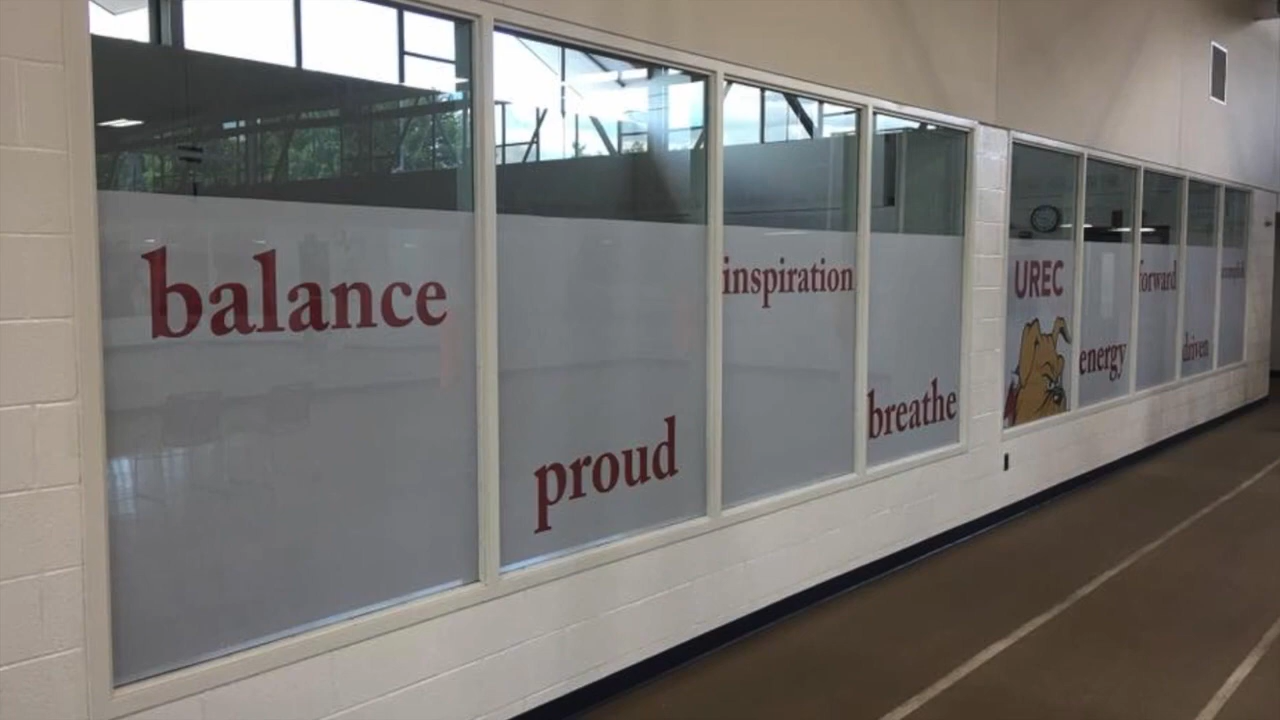 balance
proud
inspiration
breathe
UREC
energy
forward
driven